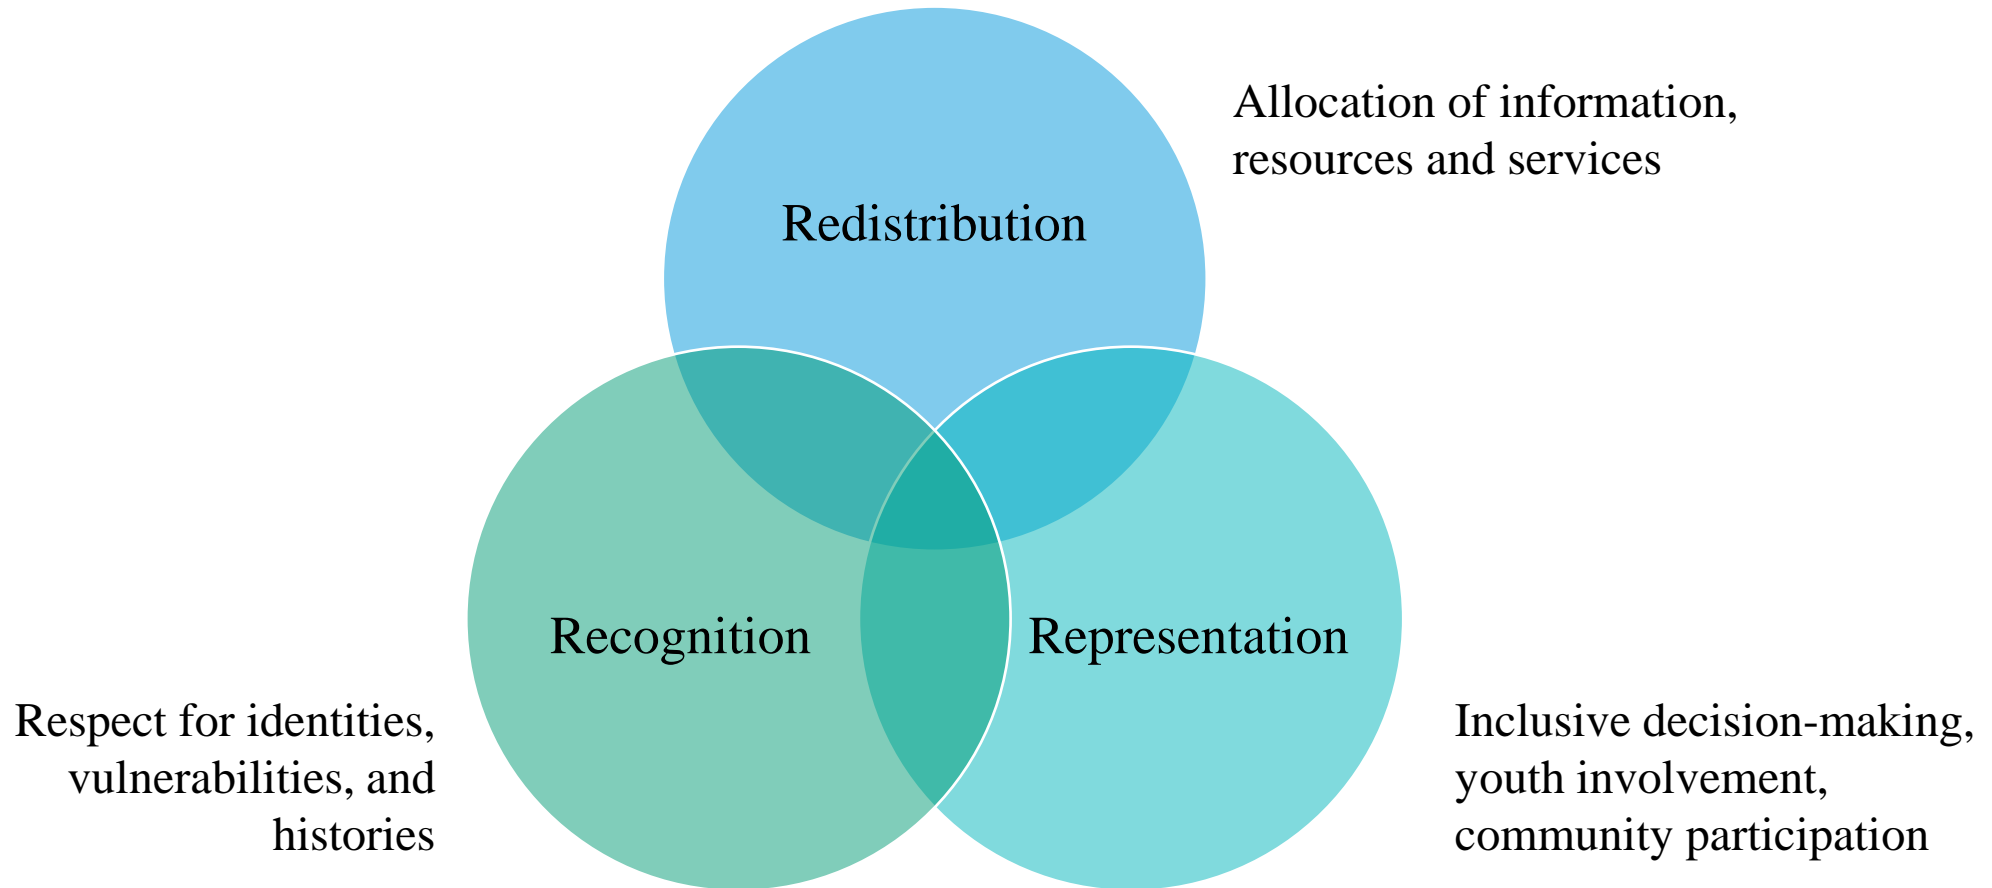 Allocation of information,
resources and services
Redistribution
Recognition
Representation
Respect for identities,
vulnerabilities, and
histories
Inclusive decision-making,
youth involvement,
community participation